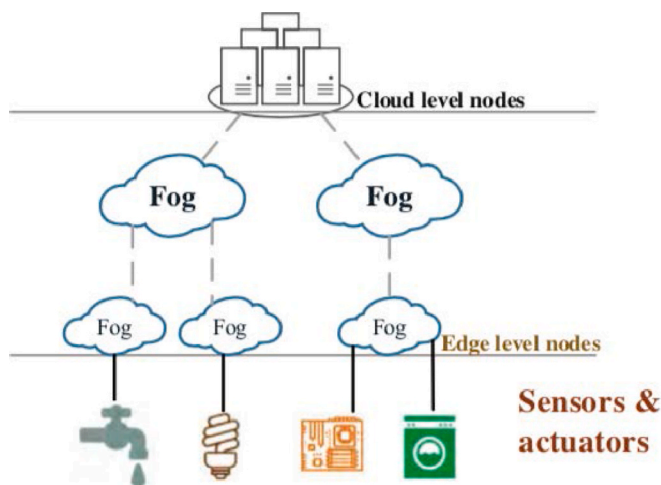 Cloud level nodes
Fog
Fog
Fog
Fog
Fog
Edge level nodes
Sensors &
actuators